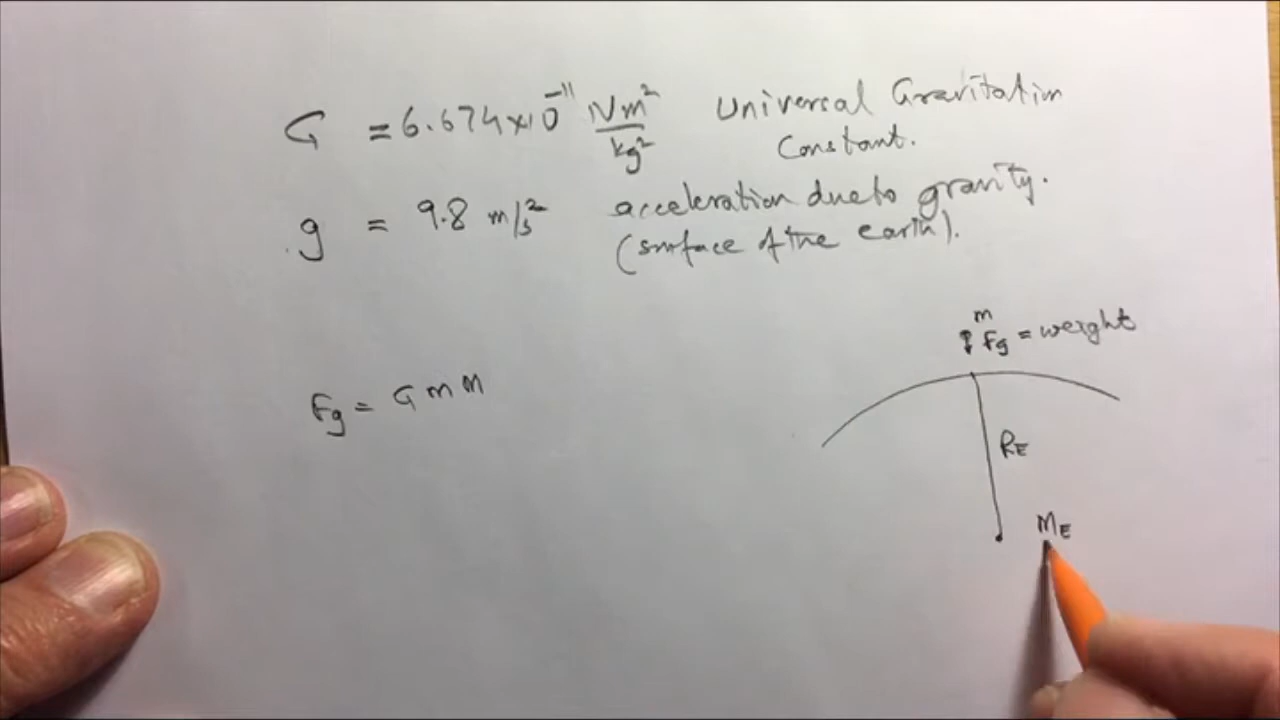 G = 6.674×10⁻¹¹ Nm²/kg² Universal Gravitation
Constant.
g = 9.8 m/s² acceleration due to gravity.
(surface of the earth).
m
Fg = weight
Fg = G m M
RE
ME